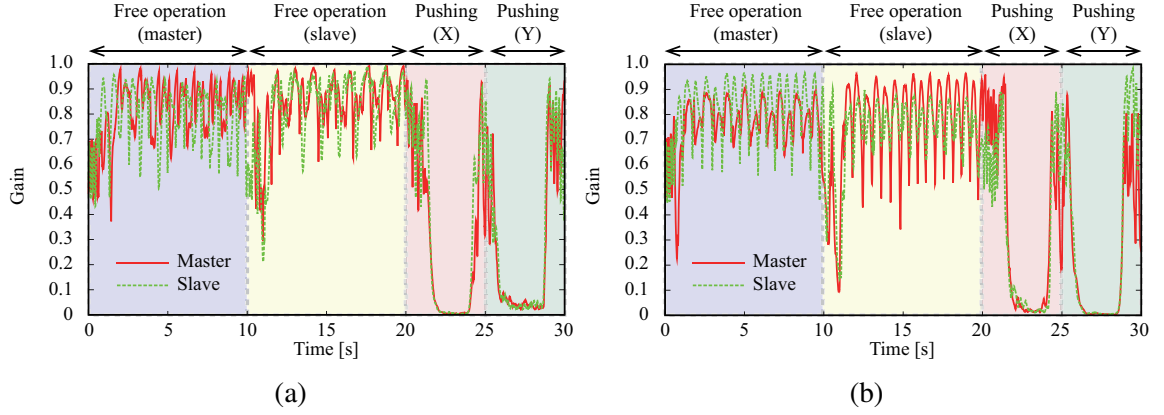 Free operation Free operation Pushing Pushing
(master) (slave) (X) (Y)
1.0
0.9
0.8
0.7
0.6
0.5
0.4
0.3
0.2
0.1
0
Gain
Master
Slave
0 5 10 15 20 25 30
Time [s]
(a)
Free operation Free operation Pushing Pushing
(master) (slave) (X) (Y)
1.0
0.9
0.8
0.7
0.6
0.5
0.4
0.3
0.2
0.1
0
Gain
Master
Slave
0 5 10 15 20 25 30
Time [s]
(b)